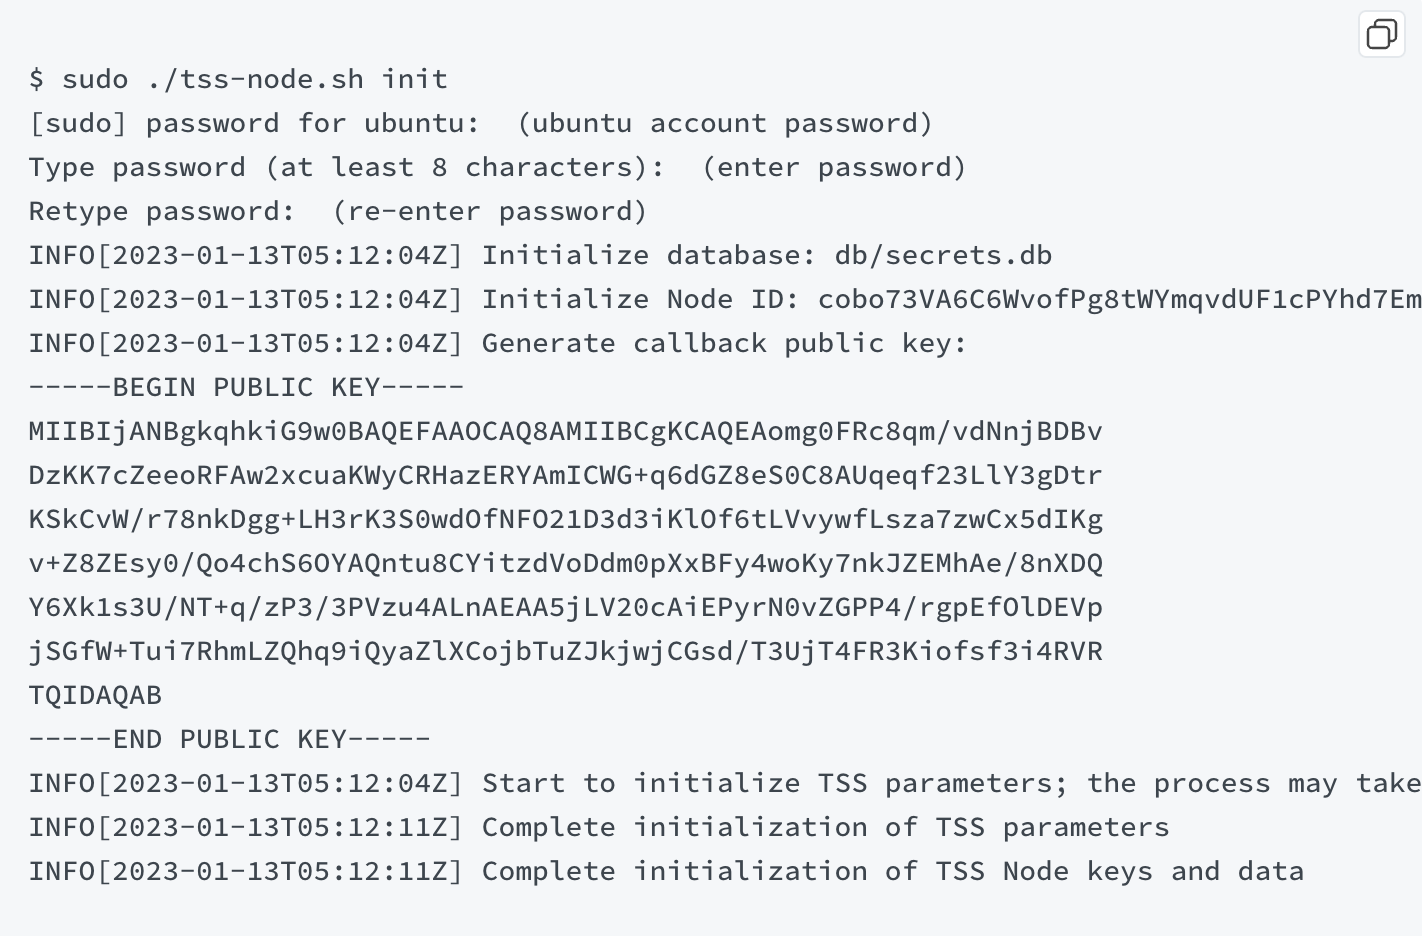 $ sudo ./tss-node.sh init
[sudo] password for ubuntu:  (ubuntu account password)
Type password (at least 8 characters):  (enter password)
Retype password:  (re-enter password)
INFO[2023-01-13T05:12:04Z] Initialize database: db/secrets.db
INFO[2023-01-13T05:12:04Z] Initialize Node ID: cobo73VA6C6WvofPg8tWYmqvdUF1cPYhd7Em
INFO[2023-01-13T05:12:04Z] Generate callback public key:
-----BEGIN PUBLIC KEY-----
MIIBIjANBgkqhkiG9w0BAQEFAAOCAQ8AMIIBCgKCAQEAomg0FRc8qm/vdNnjBDBv
DzKK7cZeeoRFAw2xcuaKWyCRHazERYAmICWG+q6dGZ8eS0C8AUqeqf23LlY3gDtr
KSkCvW/r78nkDgg+LH3rK3S0wdOfNFO21D3d3iKlOf6tLVvywfLsza7zwCx5dIKg
v+Z8ZEsy0/Qo4chS6OYAQntu8CYitzdVoDdm0pXxBFy4woKy7nkJZEMhAe/8nXDQ
Y6Xk1s3U/NT+q/zP3/3PVzu4ALnAEAA5jLV20cAiEPyrN0vZGPP4/rgpEfOlDEVp
jSGfW+Tui7RhmLZQhq9iQyaZlXCojbTuZJkjwjCGsd/T3UjT4FR3Kiofsf3i4RVR
TQIDAQAB
-----END PUBLIC KEY-----
INFO[2023-01-13T05:12:04Z] Start to initialize TSS parameters; the process may take
INFO[2023-01-13T05:12:11Z] Complete initialization of TSS parameters
INFO[2023-01-13T05:12:11Z] Complete initialization of TSS Node keys and data